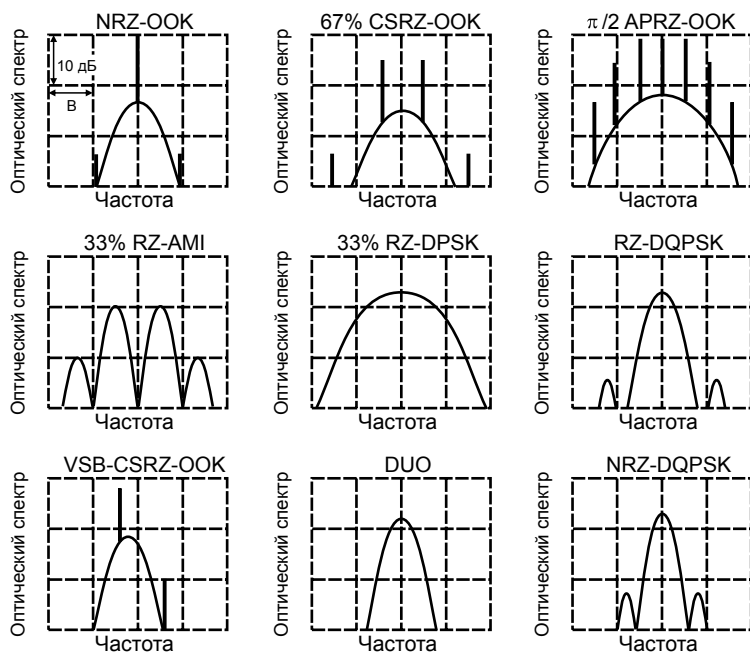 NRZ-OOK
67% CSRZ-OOK
π/2 APRZ-OOK
Оптический спектр
10 дБ
B
Оптический спектр
Оптический спектр
Частота
Частота
Частота
33% RZ-AMI
33% RZ-DPSK
RZ-DQPSK
Оптический спектр
Оптический спектр
Оптический спектр
Частота
Частота
Частота
VSB-CSRZ-OOK
DUO
NRZ-DQPSK
Оптический спектр
Оптический спектр
Оптический спектр
Частота
Частота
Частота